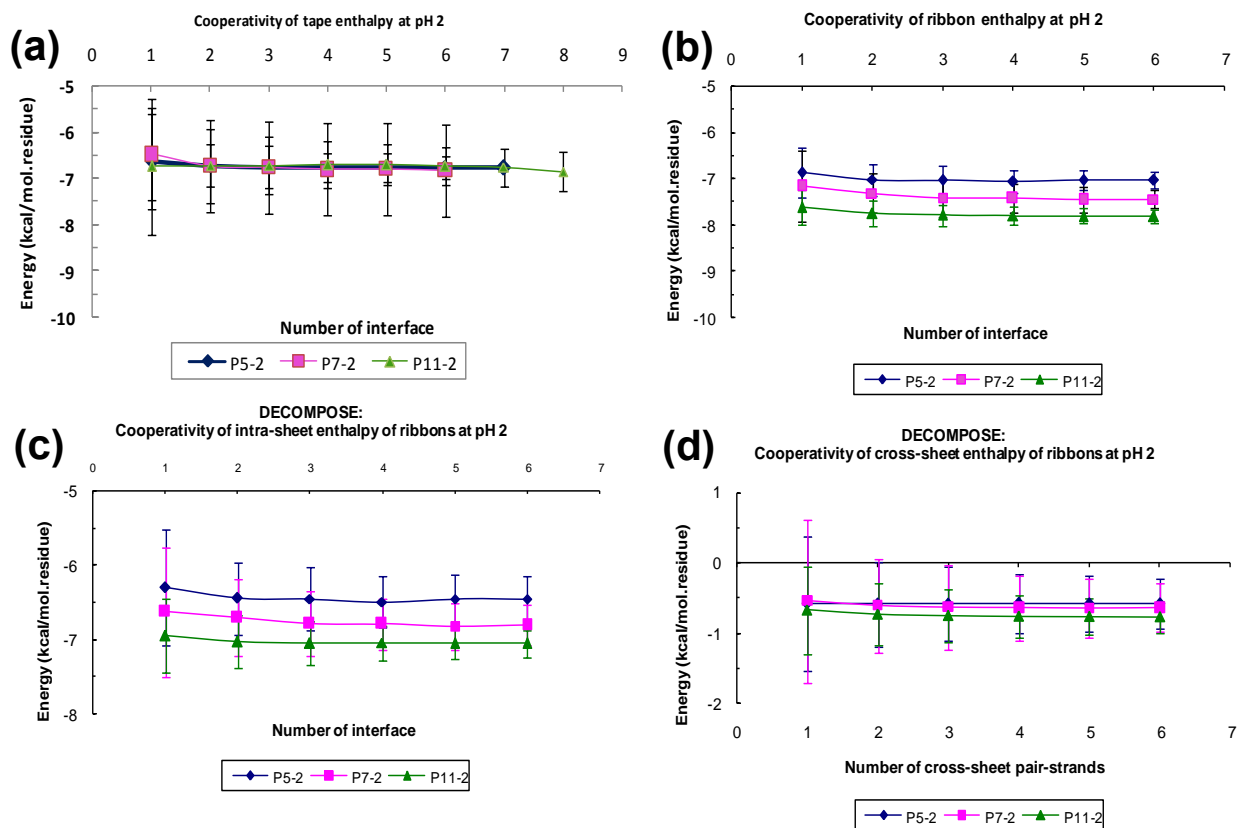 Cooperativity of tape enthalpy at pH 2
(a)
0 1 2 3 4 5 6 7 8 9
-5
-6
-7
-8
-9
-10
Energy (kcal/mol.residue)
Number of interface
P5-2 P7-2 P11-2
Cooperativity of ribbon enthalpy at pH 2
(b)
0 1 2 3 4 5 6 7
-5
-6
-7
-8
-9
-10
Energy (kcal/mol.residue)
Number of interface
P5-2 P7-2 P11-2
DECOMPOSE:
Cooperativity of intra-sheet enthalpy of ribbons at pH 2
(c)
0 1 2 3 4 5 6 7
-5
-6
-7
-8
Energy (kcal/mol.residue)
Number of interface
P5-2 P7-2 P11-2
DECOMPOSE:
Cooperativity of cross-sheet enthalpy of ribbons at pH 2
(d)
1
0
-1
-2
Energy (kcal/mol.residue)
0 1 2 3 4 5 6 7
Number of cross-sheet pair-strands
P5-2 P7-2 P11-2